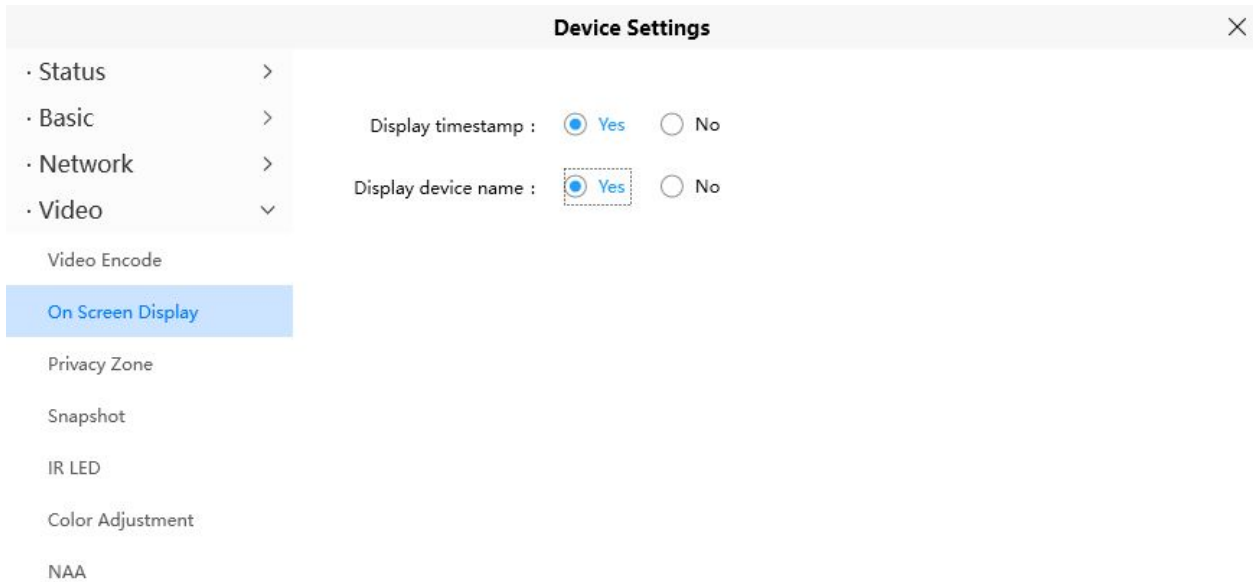 Device Settings
· Status
· Basic
· Network
· Video
Video Encode
On Screen Display
Privacy Zone
Snapshot
IR LED
Color Adjustment
NAA
Display timestamp : Yes No
Display device name : Yes No